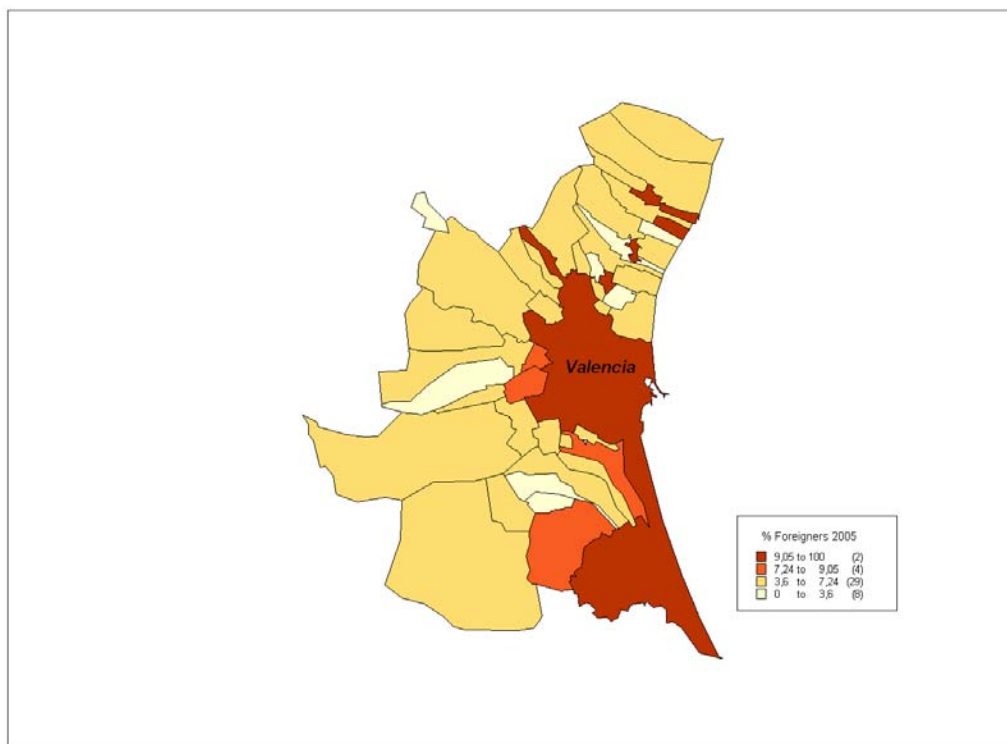 Valencia
% Foreigners 2005
9,05 to 100 (2)
7,24 to 9,05 (4)
3,6 to 7,24 (29)
0 to 3,6 (8)